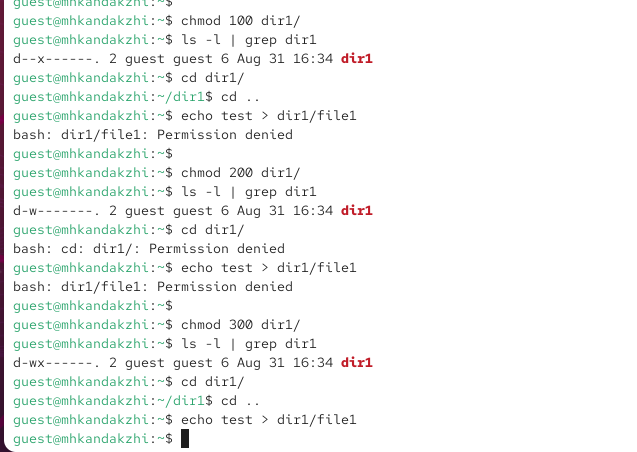 guest@mhkandakzhi:~$
guest@mhkandakzhi:~$ chmod 100 dir1/
guest@mhkandakzhi:~$ ls -l | grep dir1
d--x------. 2 guest guest 6 Aug 31 16:34 dir1
guest@mhkandakzhi:~$ cd dir1/
guest@mhkandakzhi:~/dir1$ cd ..
guest@mhkandakzhi:~$ echo test > dir1/file1
bash: dir1/file1: Permission denied
guest@mhkandakzhi:~$
guest@mhkandakzhi:~$ chmod 200 dir1/
guest@mhkandakzhi:~$ ls -l | grep dir1
d-w-------. 2 guest guest 6 Aug 31 16:34 dir1
guest@mhkandakzhi:~$ cd dir1/
bash: cd: dir1/: Permission denied
guest@mhkandakzhi:~$ echo test > dir1/file1
bash: dir1/file1: Permission denied
guest@mhkandakzhi:~$
guest@mhkandakzhi:~$ chmod 300 dir1/
guest@mhkandakzhi:~$ ls -l | grep dir1
d-wx------. 2 guest guest 6 Aug 31 16:34 dir1
guest@mhkandakzhi:~$ cd dir1/
guest@mhkandakzhi:~/dir1$ cd ..
guest@mhkandakzhi:~$ echo test > dir1/file1
guest@mhkandakzhi:~$